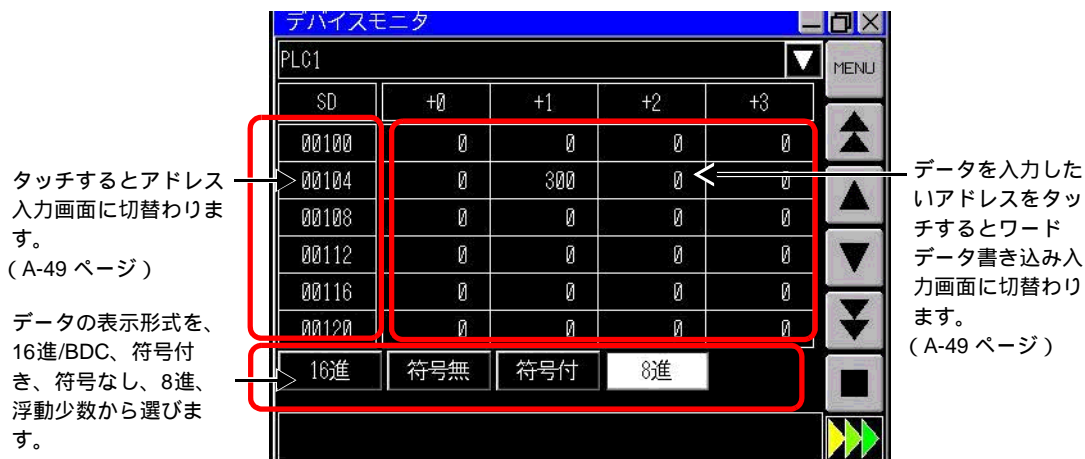 デバイスモニタ
PLC1
MENU
SD +0 +1 +2 +3
00100 0 0 0 0
00104 0 300 0 0
00108 0 0 0 0
00112 0 0 0 0
00116 0 0 0 0
00120 0 0 0 0
16進 符号無 符号付 8進
タッチするとアドレス
入力画面に切替わりま
す。
( A-49 ページ )
データの表示形式を、
16進/BDC、符号付
き、符号なし、8進、
浮動少数から選びま
す。
データを入力した
いアドレスをタッ
チするとワード
データ書き込み入
力画面に切替わり
ます。
( A-49 ページ )